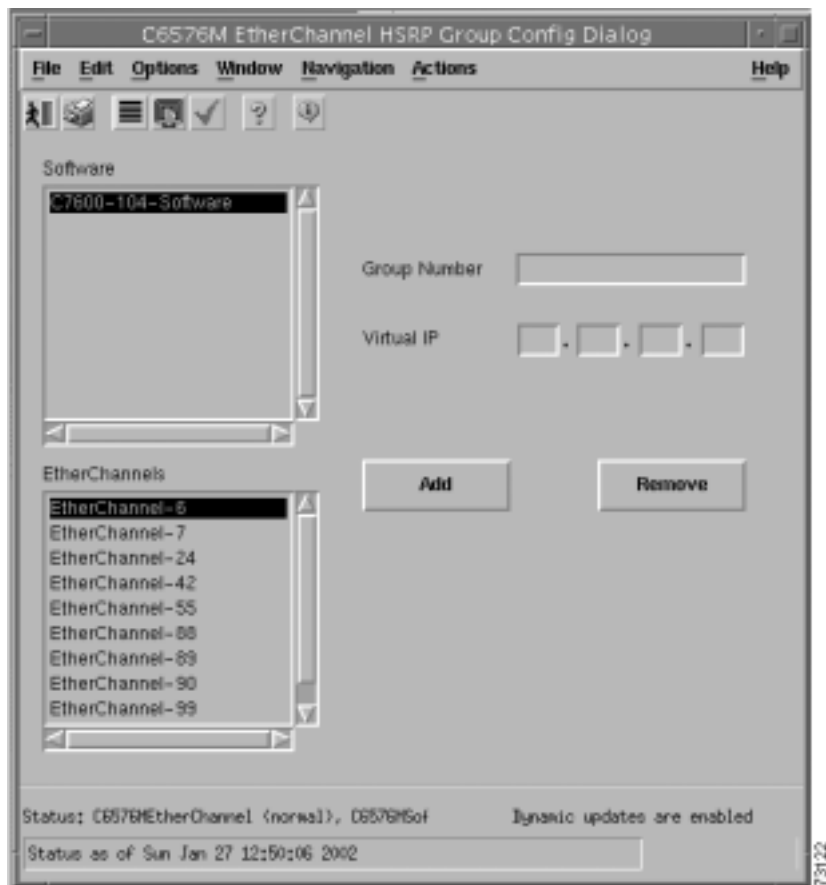 C6576M EtherChannel HSRP Group Config Dialog
File Edit Options Window Navigation Actions Help
Software
C7600-104-Software
Group Number
Virtual IP
. . .
EtherChannels
Add Remove
EtherChannel-6
EtherChannel-7
EtherChannel-24
EtherChannel-42
EtherChannel-55
EtherChannel-88
EtherChannel-89
EtherChannel-90
EtherChannel-99
Status: C6576MEtherChannel (normal), C6576MSof Dynamic updates are enabled
Status as of Sun Jan 27 12:50:06 2002
73122